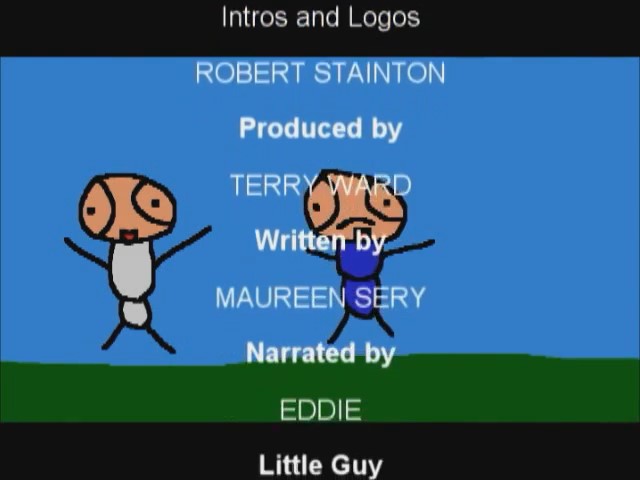 Intros and Logos
ROBERT STAINTON
Produced by
TERRY WARD
Written by
MAUREEN SERY
Narrated by
EDDIE
Little Guy